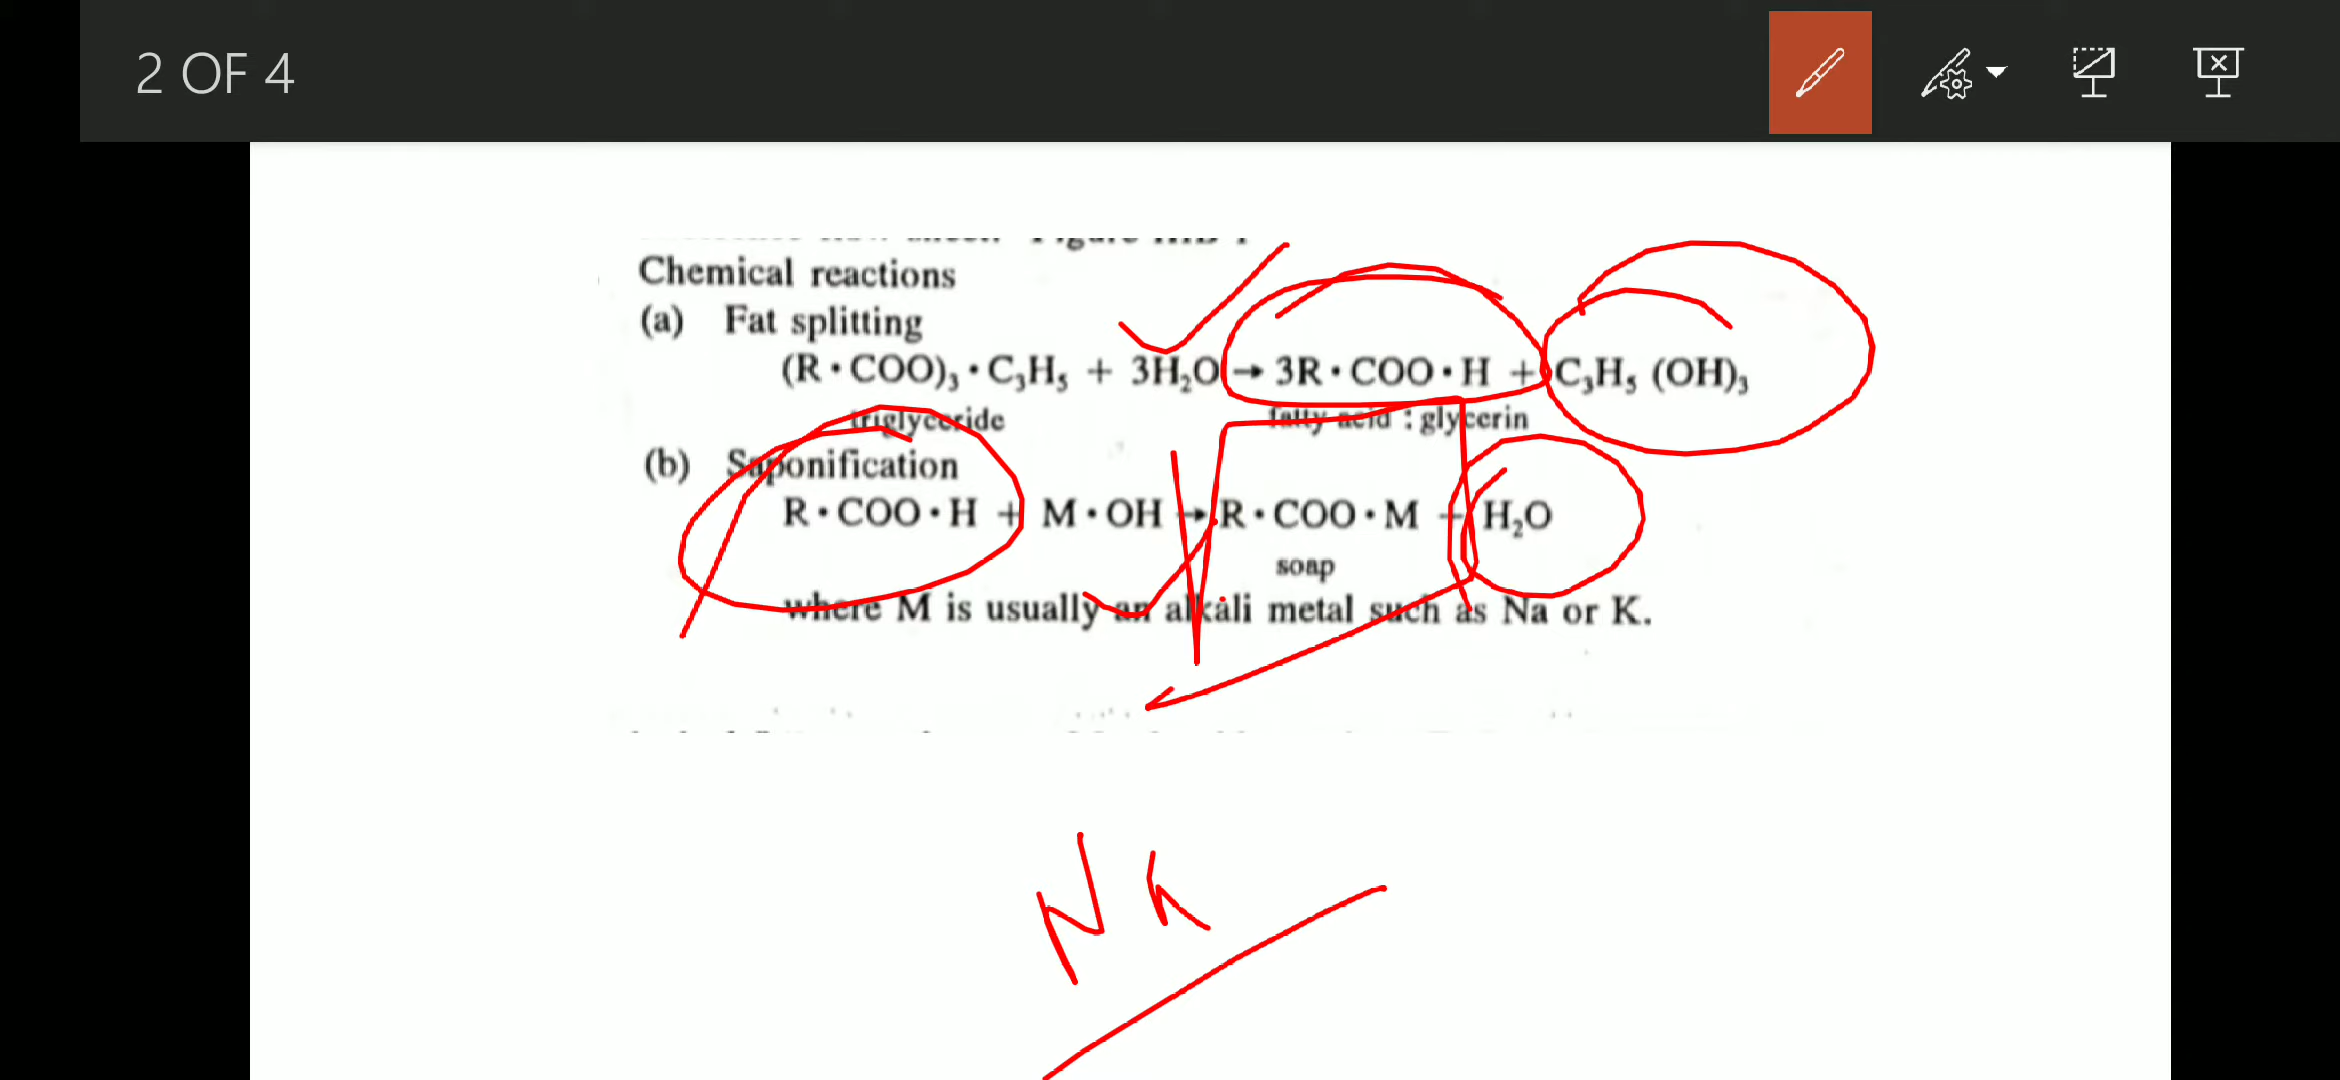 2 OF 4
Chemical reactions
(a) Fat splitting
(R·COO)₃·C₃H₅ + 3H₂O → 3R·COO·H + C₃H₅ (OH)₃
triglyceride fatty acid : glycerin
(b) Saponification
R·COO·H + M·OH → R·COO·M + H₂O
soap
where M is usually an alkali metal such as Na or K.